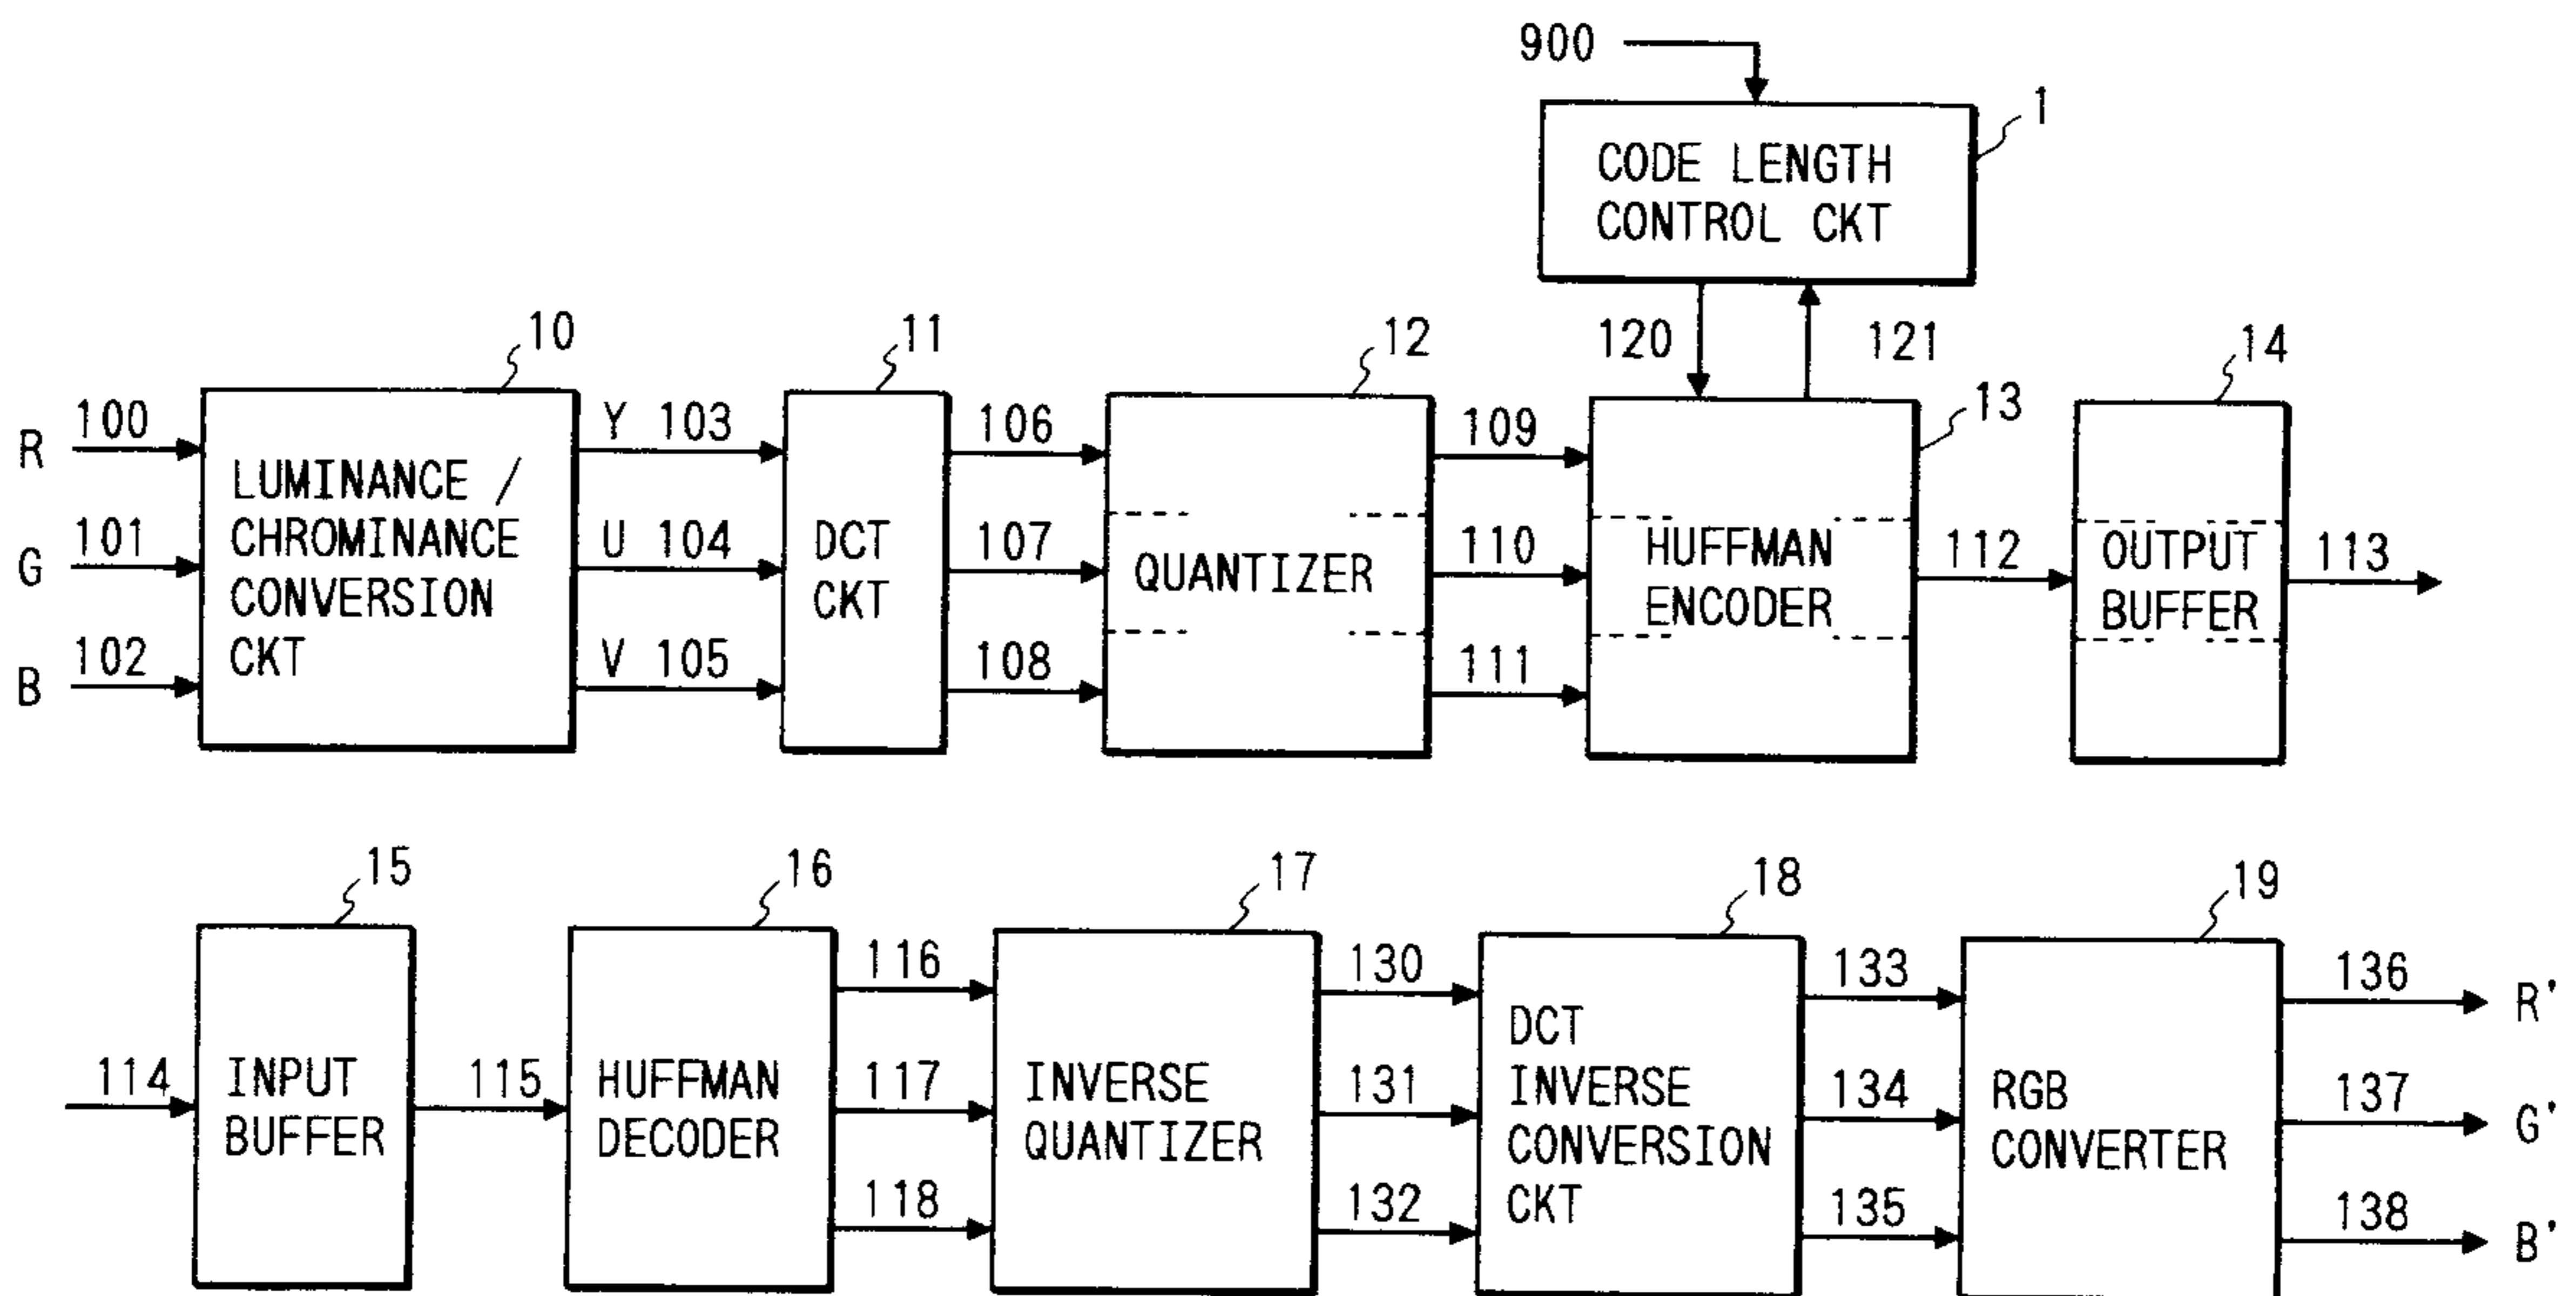 900
1
CODE LENGTH
CONTROL CKT
120
121
10
11
12
13
14
R
100
G
101
B
102
LUMINANCE /
CHROMINANCE
CONVERSION
CKT
Y 103
U 104
V 105
DCT
CKT
106
107
108
QUANTIZER
109
110
111
HUFFMAN
ENCODER
112
OUTPUT
BUFFER
113
15
16
17
18
19
114
INPUT
BUFFER
115
HUFFMAN
DECODER
116
117
118
INVERSE
QUANTIZER
130
131
132
DCT
INVERSE
CONVERSION
CKT
133
134
135
RGB
CONVERTER
136
R'
137
G'
138
B'